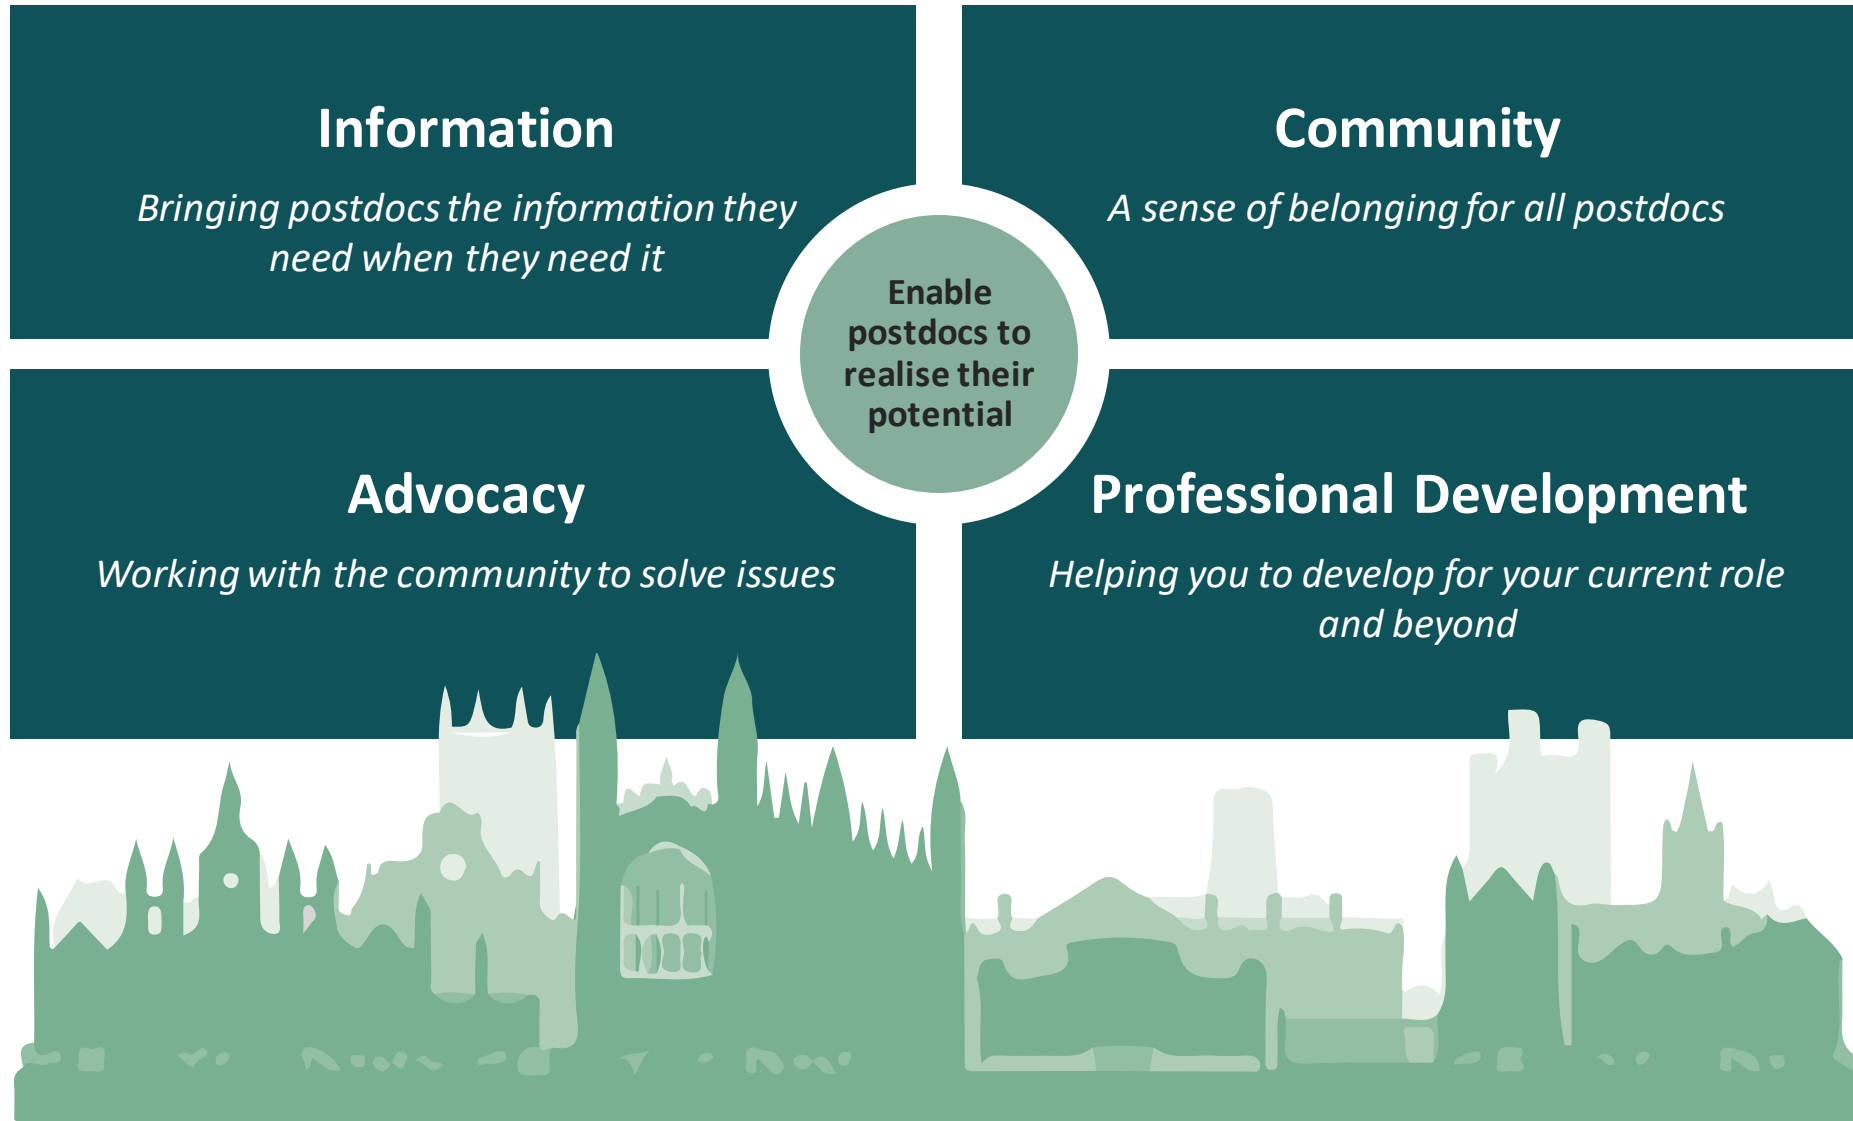 Information
Bringing postdocs the information they
need when they need it
Community
A sense of belonging for all postdocs
Enable
postdocs to
realise their
potential
Advocacy
Working with the community to solve issues
Professional Development
Helping you to develop for your current role
and beyond